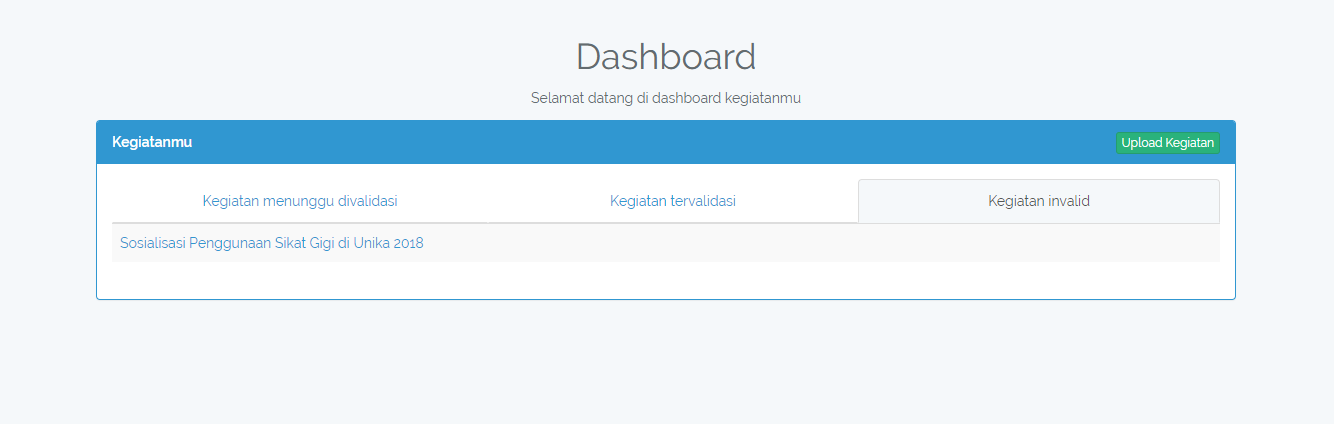 Dashboard
Selamat datang di dashboard kegiatanmu
Kegiatanmu
Upload Kegiatan
Kegiatan menunggu divalidasi
Kegiatan tervalidasi
Kegiatan invalid
Sosialisasi Penggunaan Sikat Gigi di Unika 2018